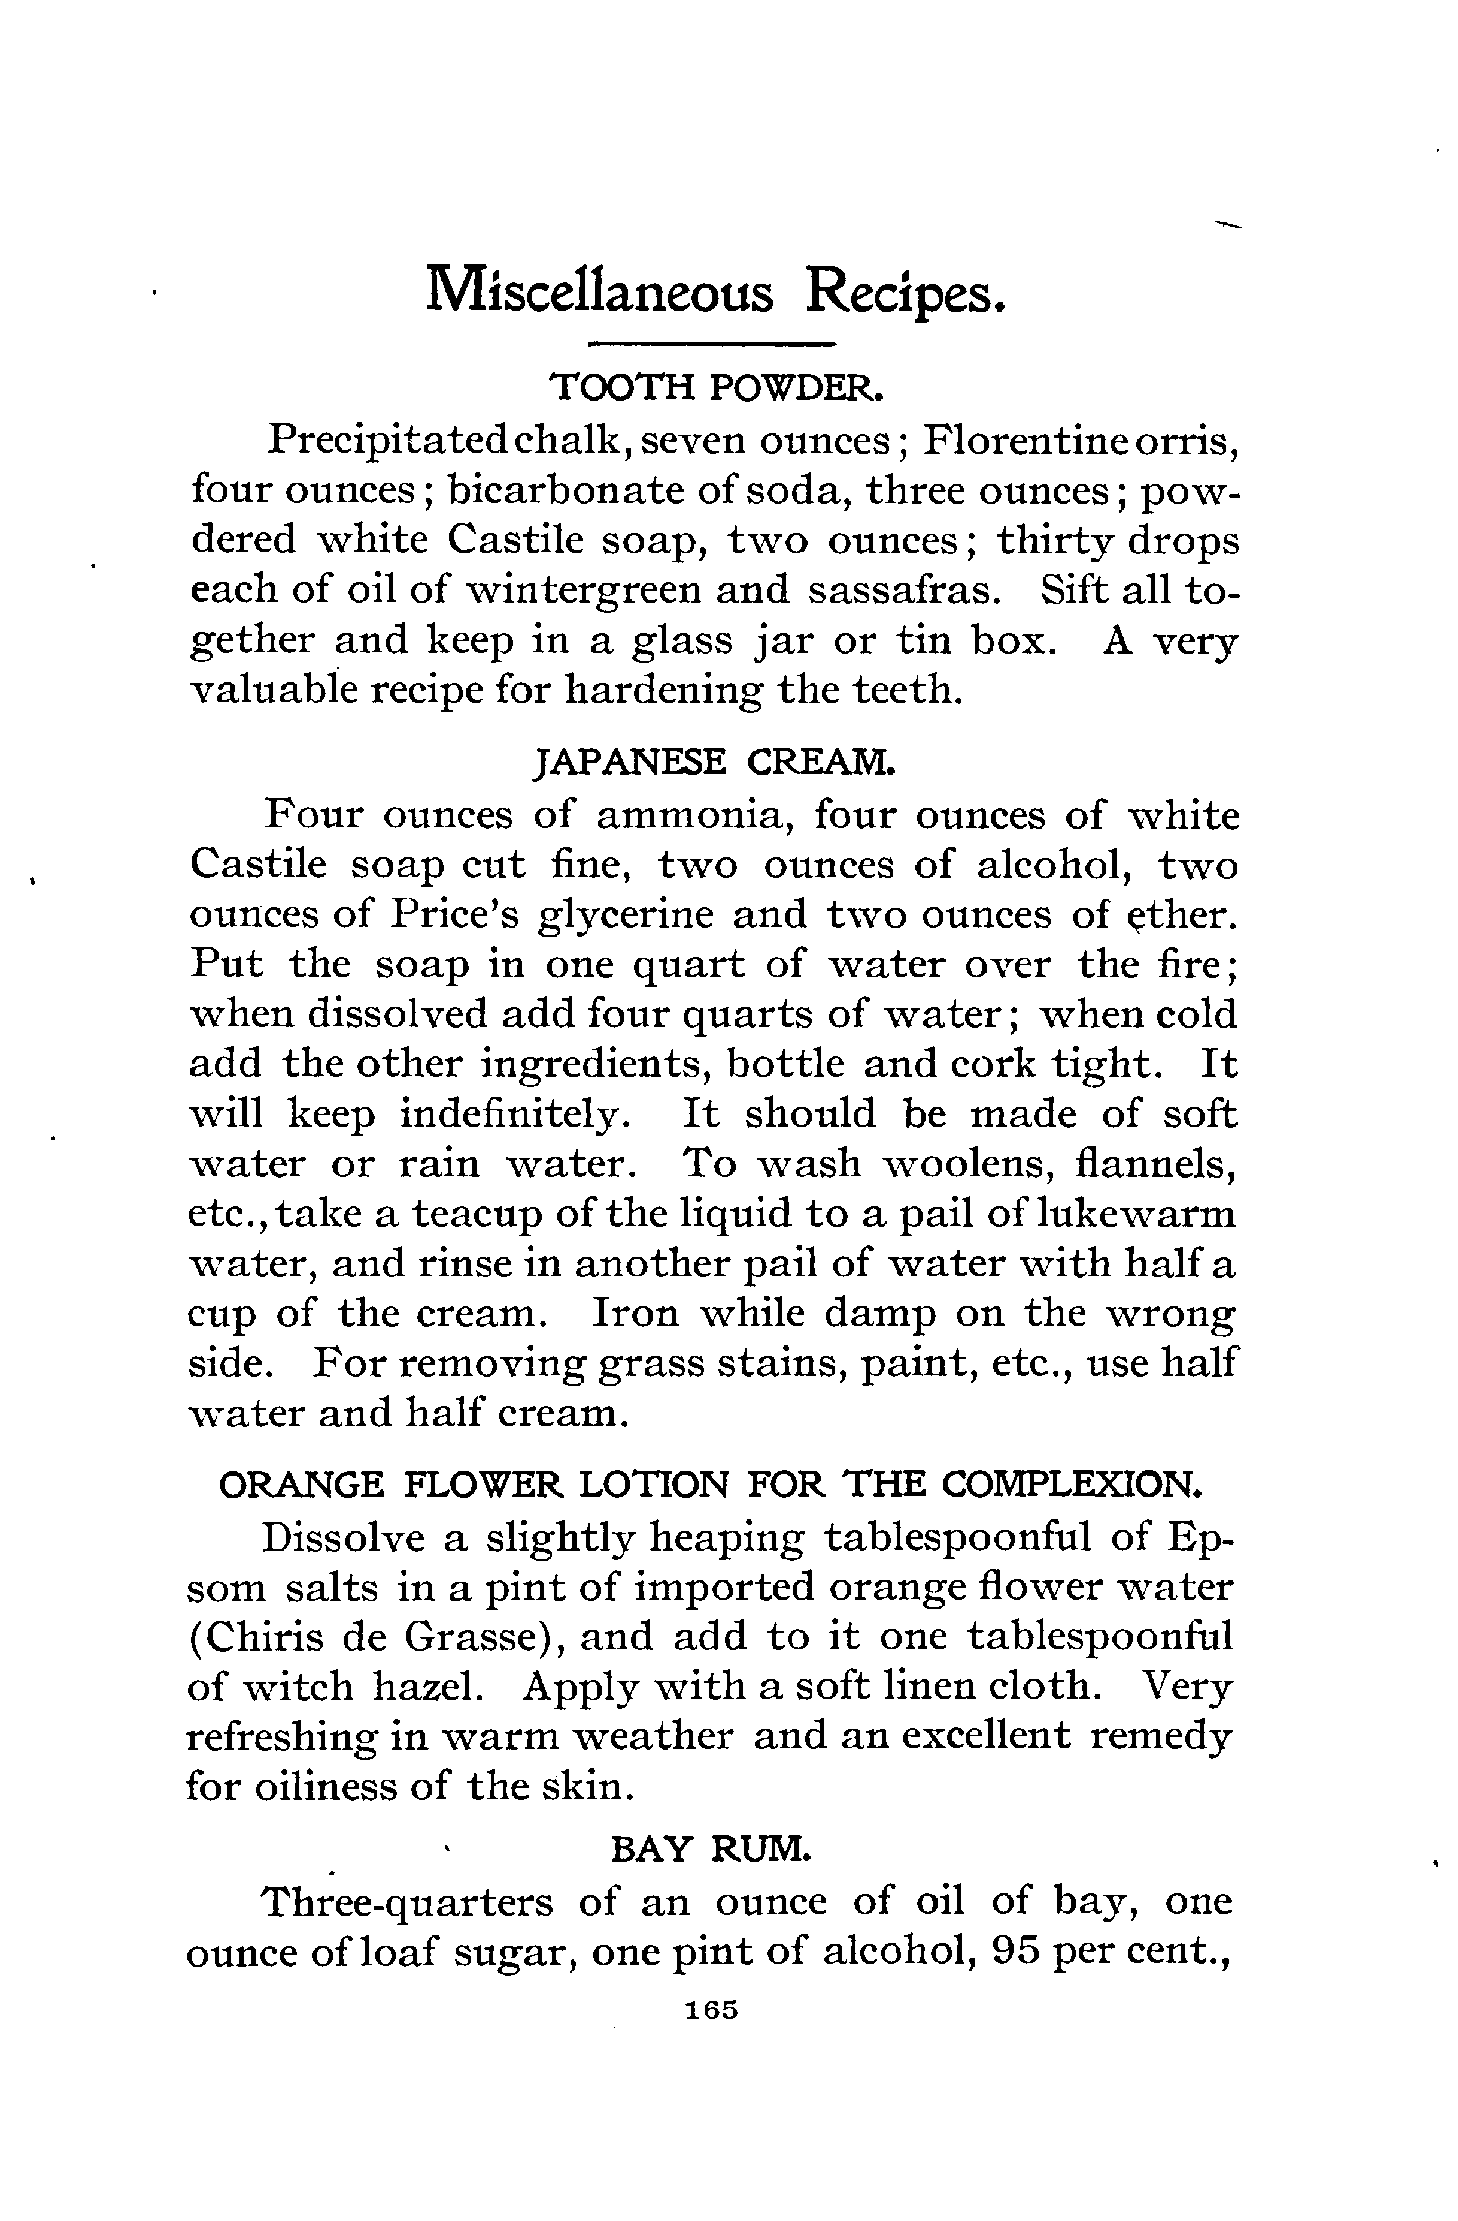 Miscellaneous Recipes.
TOOTH POWDER.
Precipitated chalk, seven ounces; Florentine orris,
four ounces; bicarbonate of soda, three ounces; pow-
dered white Castile soap, two ounces; thirty drops
each of oil of wintergreen and sassafras. Sift all to-
gether and keep in a glass jar or tin box. A very
valuable recipe for hardening the teeth.
JAPANESE CREAM.
Four ounces of ammonia, four ounces of white
Castile soap cut fine, two ounces of alcohol, two
ounces of Price's glycerine and two ounces of ether.
Put the soap in one quart of water over the fire;
when dissolved add four quarts of water; when cold
add the other ingredients, bottle and cork tight. It
will keep indefinitely. It should be made of soft
water or rain water. To wash woolens, flannels,
etc., take a teacup of the liquid to a pail of lukewarm
water, and rinse in another pail of water with half a
cup of the cream. Iron while damp on the wrong
side. For removing grass stains, paint, etc., use half
water and half cream.
ORANGE FLOWER LOTION FOR THE COMPLEXION.
Dissolve a slightly heaping tablespoonful of Ep-
som salts in a pint of imported orange flower water
(Chiris de Grasse), and add to it one tablespoonful
of witch hazel. Apply with a soft linen cloth. Very
refreshing in warm weather and an excellent remedy
for oiliness of the skin.
BAY RUM.
Three-quarters of an ounce of oil of bay, one
ounce of loaf sugar, one pint of alcohol, 95 per cent.,
165